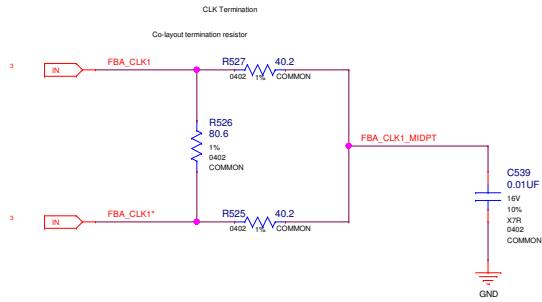 CLK Termination
Co-layout termination resistor
3 IN FBA_CLK1
R527 40.2
0402 1% COMMON
R526
80.6
1%
0402
COMMON
FBA_CLK1_MIDPT
C539
0.01UF
16V
10%
X7R
0402
COMMON
3 IN FBA_CLK1*
R525 40.2
0402 1% COMMON
GND